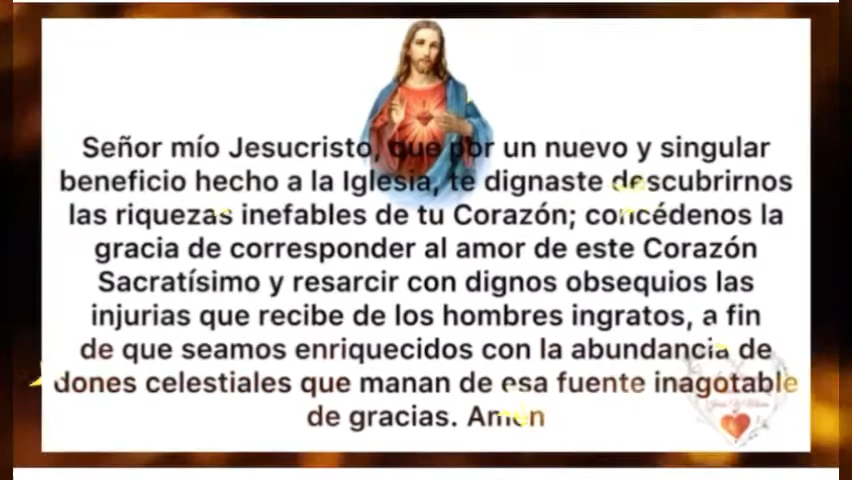 Señor mío Jesucristo, que por un nuevo y singular
beneficio hecho a la Iglesia, te dignaste descubrirnos
las riquezas inefables de tu Corazón; concédenos la
gracia de corresponder al amor de este Corazón
Sacratísimo y resarcir con dignos obsequios las
injurias que recibe de los hombres ingratos, a fin
de que seamos enriquecidos con la abundancia de
dones celestiales que manan de esa fuente inagotable
de gracias. Amén